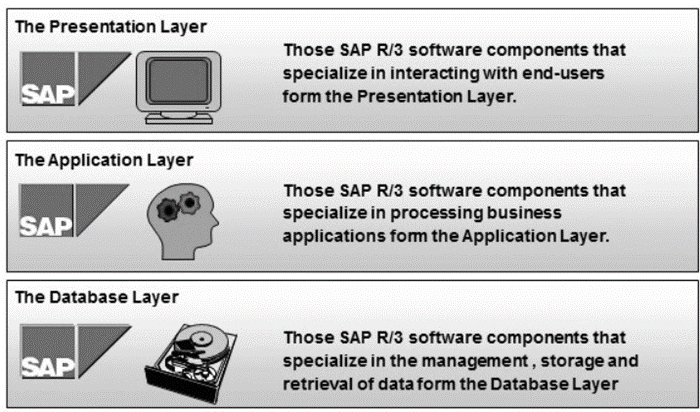 The Presentation Layer
SAP
Those SAP R/3 software components that
specialize in interacting with end-users
form the Presentation Layer.
The Application Layer
SAP
Those SAP R/3 software components that
specialize in processing business
applications form the Application Layer.
The Database Layer
SAP
Those SAP R/3 software components that
specialize in the management , storage and
retrieval of data form the Database Layer